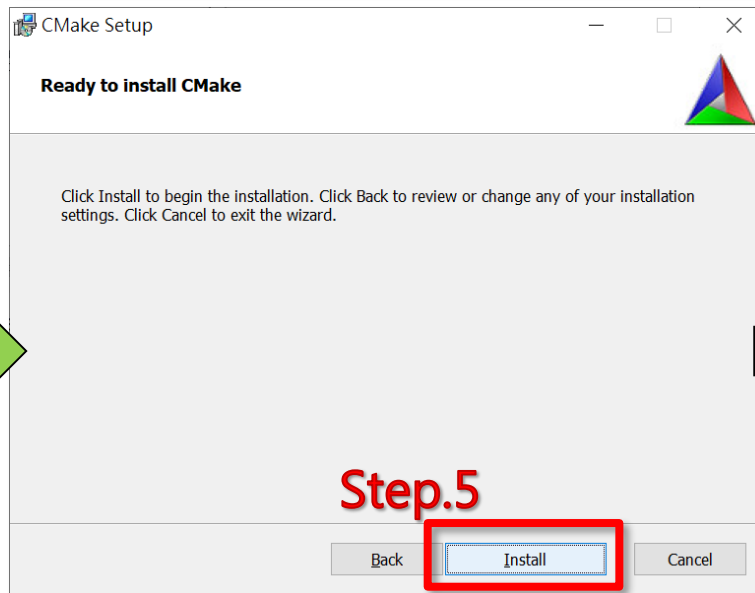 CMake Setup
Ready to install CMake
Click Install to begin the installation. Click Back to review or change any of your installation
settings. Click Cancel to exit the wizard.
Step.5
Back Install Cancel